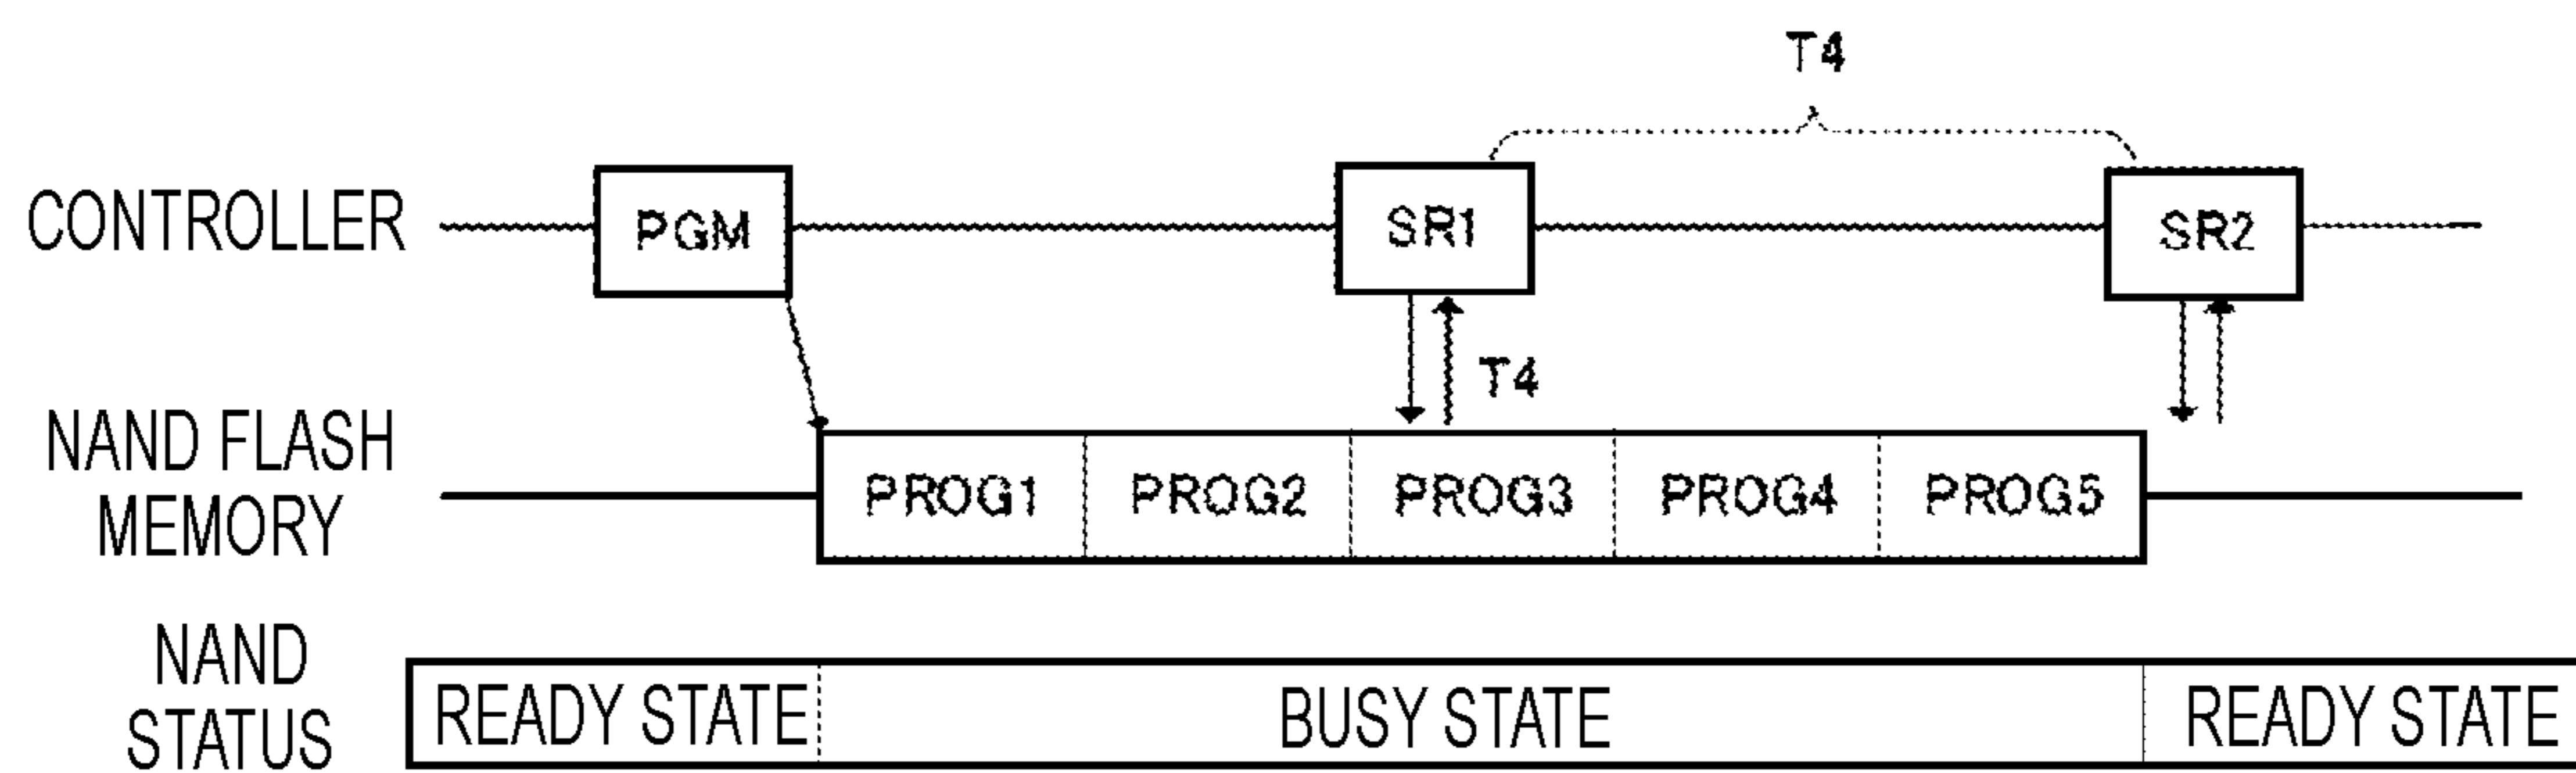 T4
CONTROLLER PGM SR1 SR2
T4
NAND FLASH
MEMORY
PROG1 PROG2 PROG3 PROG4 PROG5
NAND
STATUS
READY STATE BUSY STATE READY STATE